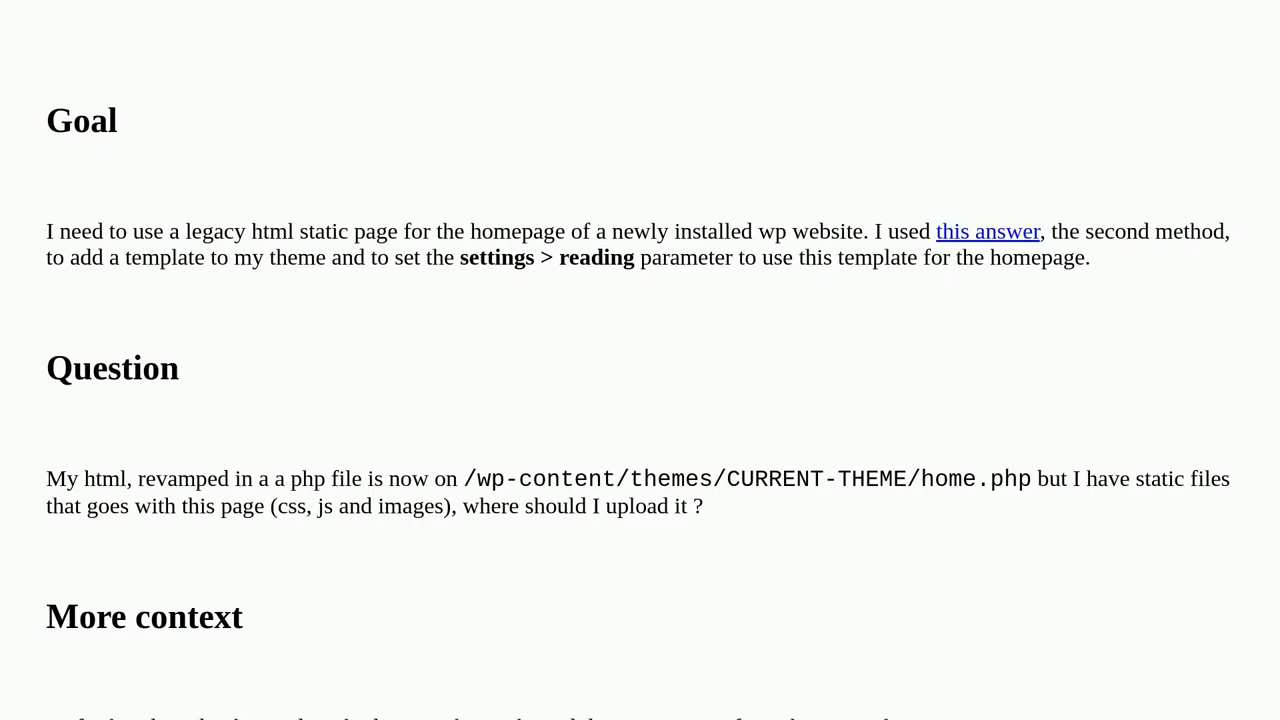 Goal
I need to use a legacy html static page for the homepage of a newly installed wp website. I used this answer, the second method,
to add a template to my theme and to set the settings > reading parameter to use this template for the homepage.
Question
My html, revamped in a a php file is now on /wp-content/themes/CURRENT-THEME/home.php but I have static files
that goes with this page (css, js and images), where should I upload it ?
More context